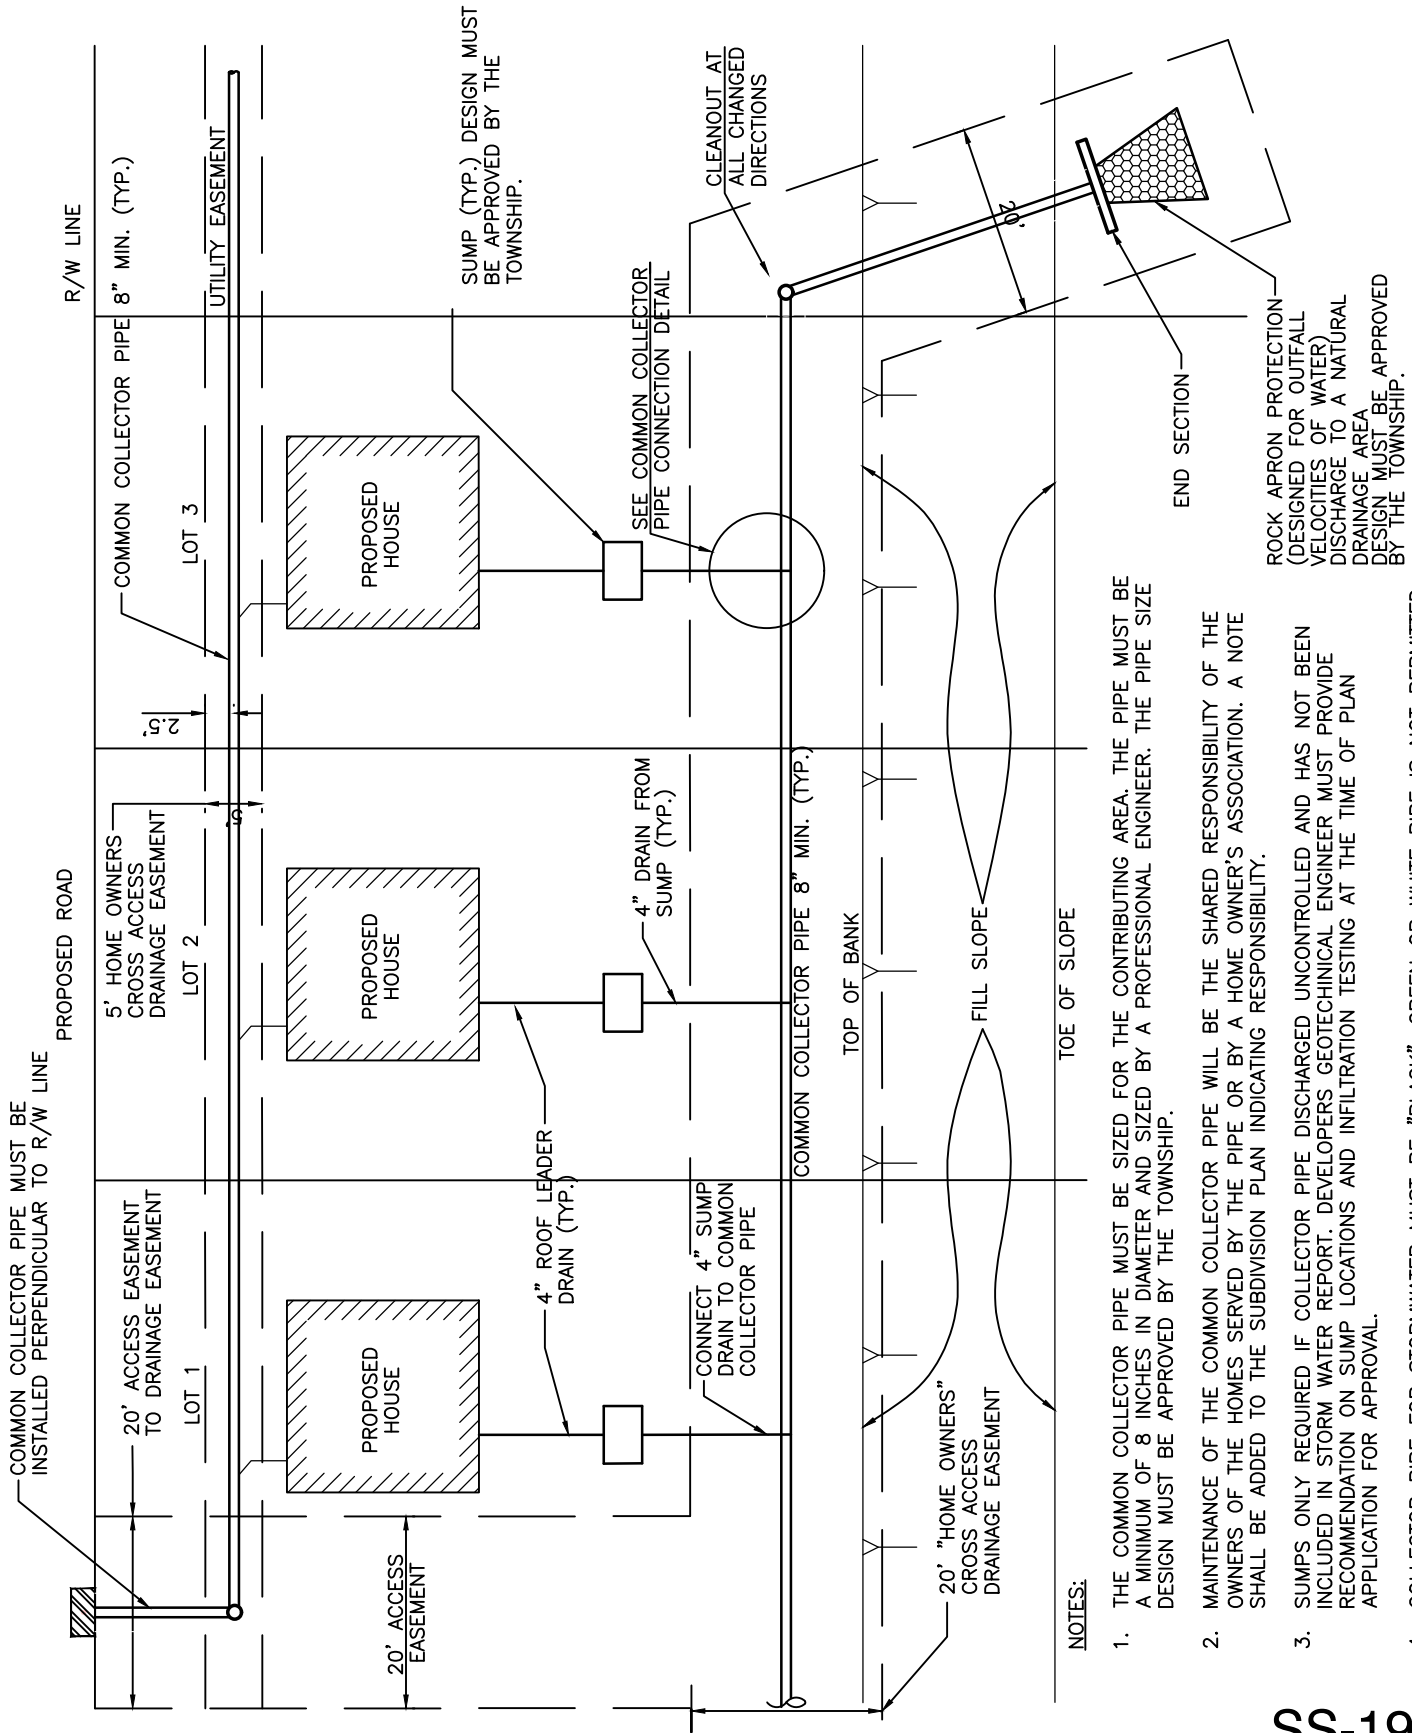 COMMON COLLECTOR PIPE MUST BE
INSTALLED PERPENDICULAR TO R/W LINE
PROPOSED ROAD
R/W LINE
20' ACCESS EASEMENT
TO DRAINAGE EASEMENT
5' HOME OWNERS
CROSS ACCESS
DRAINAGE EASEMENT
COMMON COLLECTOR PIPE 8" MIN. (TYP.)
LOT 1
LOT 2
LOT 3
2.5'
5'
UTILITY EASEMENT
PROPOSED
HOUSE
PROPOSED
HOUSE
PROPOSED
HOUSE
20' ACCESS
EASEMENT
SUMP (TYP.) DESIGN MUST
BE APPROVED BY THE
TOWNSHIP.
4" ROOF LEADER
DRAIN (TYP.)
4" DRAIN FROM
SUMP (TYP.)
SEE COMMON COLLECTOR
PIPE CONNECTION DETAIL
CLEANOUT AT
ALL CHANGED
DIRECTIONS
CONNECT 4" SUMP
DRAIN TO COMMON
COLLECTOR PIPE
COMMON COLLECTOR PIPE 8" MIN. (TYP.)
TOP OF BANK
20'
20' "HOME OWNERS"
CROSS ACCESS
DRAINAGE EASEMENT
FILL SLOPE
TOE OF SLOPE
END SECTION
ROCK APRON PROTECTION
(DESIGNED FOR OUTFALL
VELOCITIES OF WATER)
DISCHARGE TO A NATURAL
DRAINAGE AREA
DESIGN MUST BE APPROVED
BY THE TOWNSHIP.
NOTES:
1. THE COMMON COLLECTOR PIPE MUST BE SIZED FOR THE CONTRIBUTING AREA. THE PIPE MUST BE
A MINIMUM OF 8 INCHES IN DIAMETER AND SIZED BY A PROFESSIONAL ENGINEER. THE PIPE SIZE
DESIGN MUST BE APPROVED BY THE TOWNSHIP.
2. MAINTENANCE OF THE COMMON COLLECTOR PIPE WILL BE THE SHARED RESPONSIBILITY OF THE
OWNERS OF THE HOMES SERVED BY THE PIPE OR BY A HOME OWNER'S ASSOCIATION. A NOTE
SHALL BE ADDED TO THE SUBDIVISION PLAN INDICATING RESPONSIBILITY.
3. SUMPS ONLY REQUIRED IF COLLECTOR PIPE DISCHARGED UNCONTROLLED AND HAS NOT BEEN
INCLUDED IN STORM WATER REPORT. DEVELOPERS GEOTECHINICAL ENGINEER MUST PROVIDE
RECOMMENDATION ON SUMP LOCATIONS AND INFILTRATION TESTING AT THE TIME OF PLAN
APPLICATION FOR APPROVAL.
SS-19